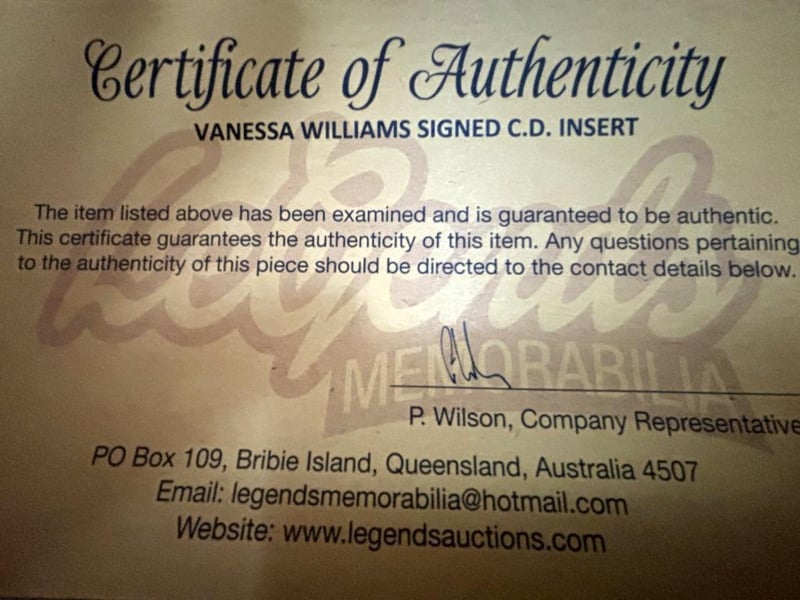 Certificate of Authenticity
VANESSA WILLIAMS SIGNED C.D. INSERT
The item listed above has been examined and is guaranteed to be authentic.
This certificate guarantees the authenticity of this item. Any questions pertaining
to the authenticity of this piece should be directed to the contact details below.
Legends
MEMORABILIA
P. Wilson, Company Representative
PO Box 109, Bribie Island, Queensland, Australia 4507
Email: legendsmemorabilia@hotmail.com
Website: www.legendsauctions.com